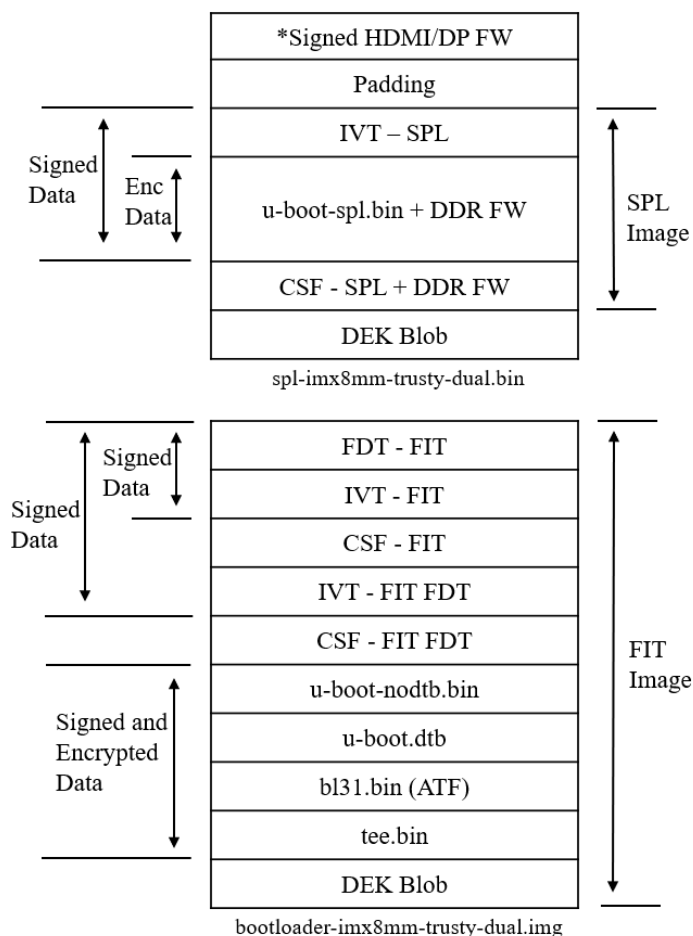 *Signed HDMI/DP FW
Padding
IVT – SPL
Signed
Data
Enc
Data
u-boot-spl.bin + DDR FW
SPL
Image
CSF - SPL + DDR FW
DEK Blob
spl-imx8mm-trusty-dual.bin
FDT - FIT
Signed
Data
IVT - FIT
Signed
Data
CSF - FIT
IVT - FIT FDT
CSF - FIT FDT
FIT
Image
u-boot-nodtb.bin
Signed and
Encrypted
Data
u-boot.dtb
bl31.bin (ATF)
tee.bin
DEK Blob
bootloader-imx8mm-trusty-dual.img